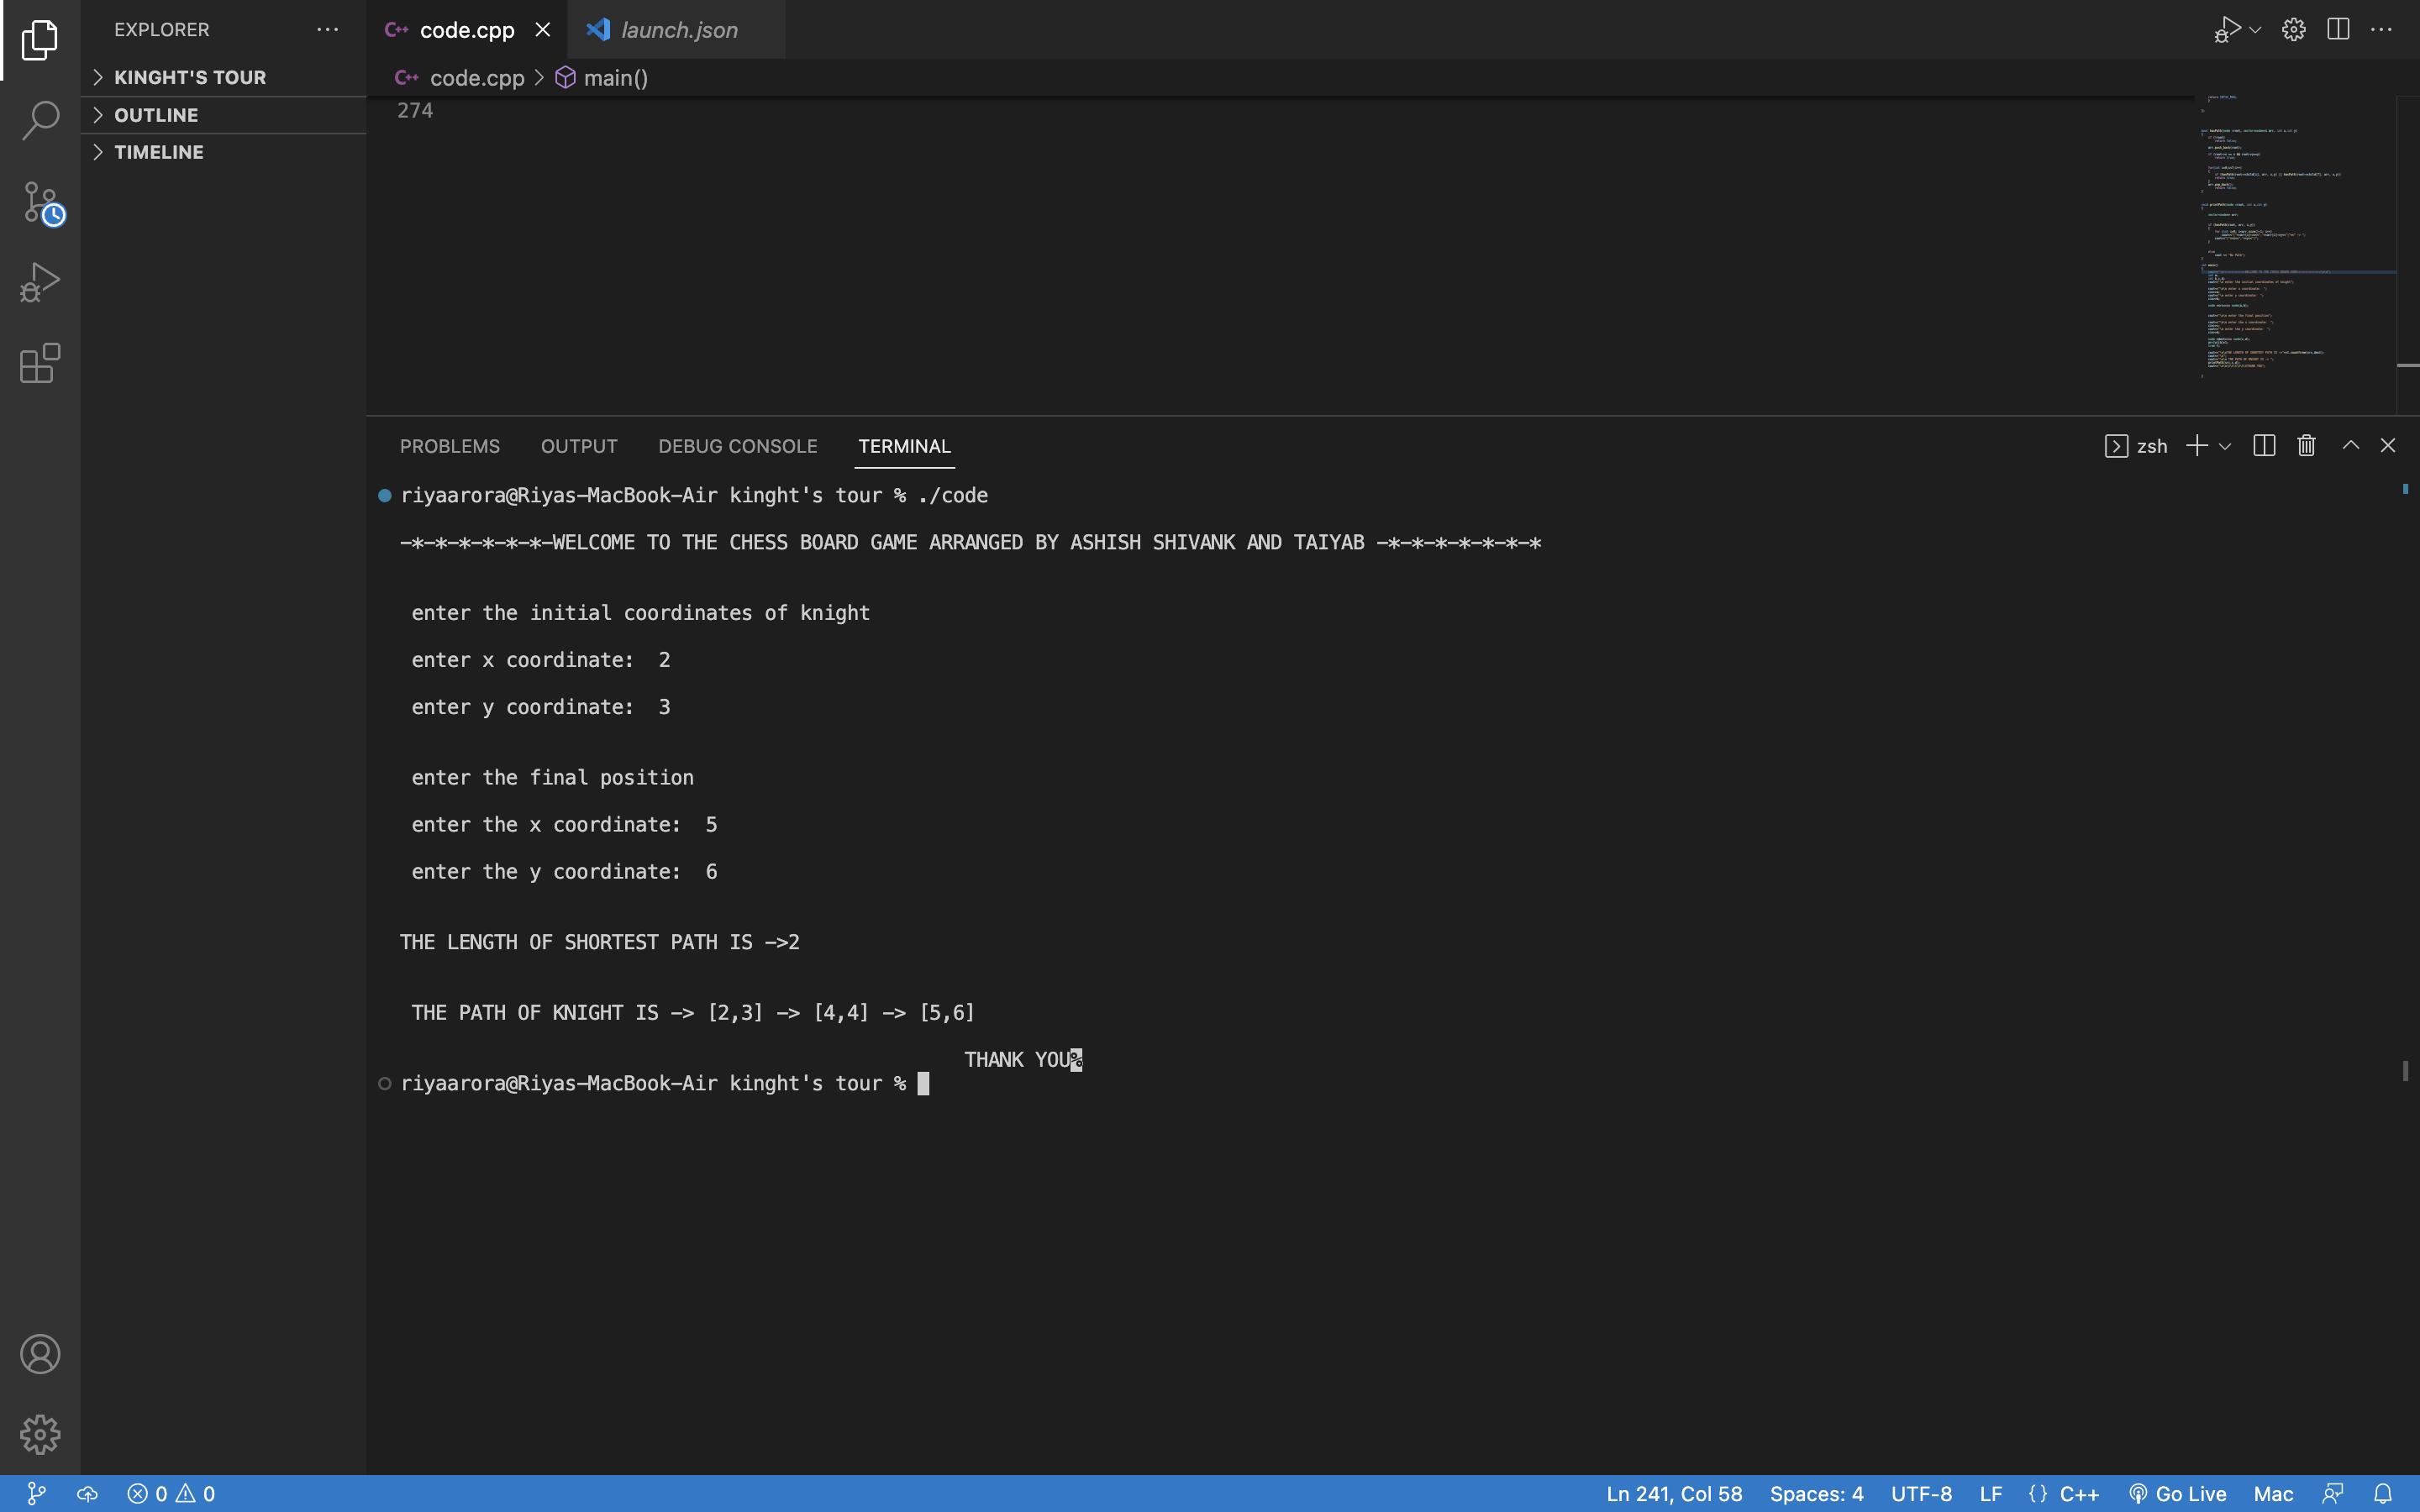 EXPLORER
KINGHT'S TOUR
OUTLINE
TIMELINE
code.cpp
launch.json
code.cpp > main()
274
PROBLEMS OUTPUT DEBUG CONSOLE TERMINAL
zsh
riyaarora@Riyas-MacBook-Air kinght's tour % ./code
-*-*-*-*-*-*-WELCOME TO THE CHESS BOARD GAME ARRANGED BY ASHISH SHIVANK AND TAIYAB -*-*-*-*-*-*-*
enter the initial coordinates of knight
enter x coordinate: 2
enter y coordinate: 3
enter the final position
enter the x coordinate: 5
enter the y coordinate: 6
THE LENGTH OF SHORTEST PATH IS ->2
THE PATH OF KNIGHT IS -> [2,3] -> [4,4] -> [5,6]
THANK YOU%
riyaarora@Riyas-MacBook-Air kinght's tour %
0 0 Ln 241, Col 58 Spaces: 4 UTF-8 LF {} C++ Go Live Mac